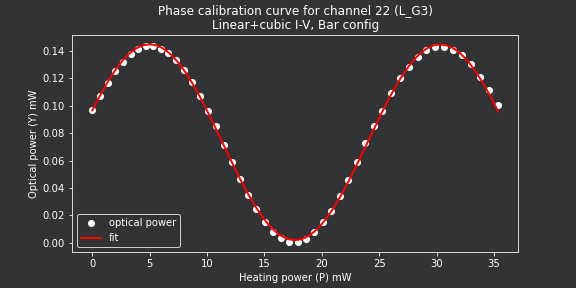 Phase calibration curve for channel 22 (L_G3)
Linear+cubic I-V, Bar config
Optical power (Y) mW
0.14
0.12
0.10
0.08
0.06
0.04
0.02
0.00
optical power
fit
0 5 10 15 20 25 30 35
Heating power (P) mW